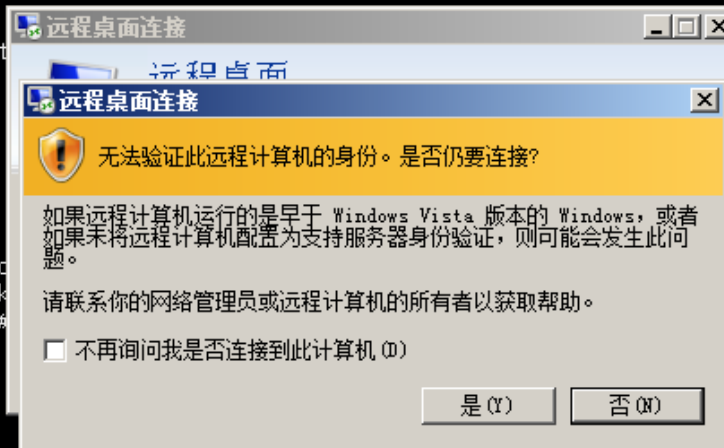 远程桌面连接
远程桌面
远程桌面连接
无法验证此远程计算机的身份。是否仍要连接?
如果远程计算机运行的是早于 Windows Vista 版本的 Windows，或者
如果未将远程计算机配置为支持服务器身份验证，则可能会发生此问
题。
请联系你的网络管理员或远程计算机的所有者以获取帮助。
不再询问我是否连接到此计算机(D)
是(Y)
否(N)